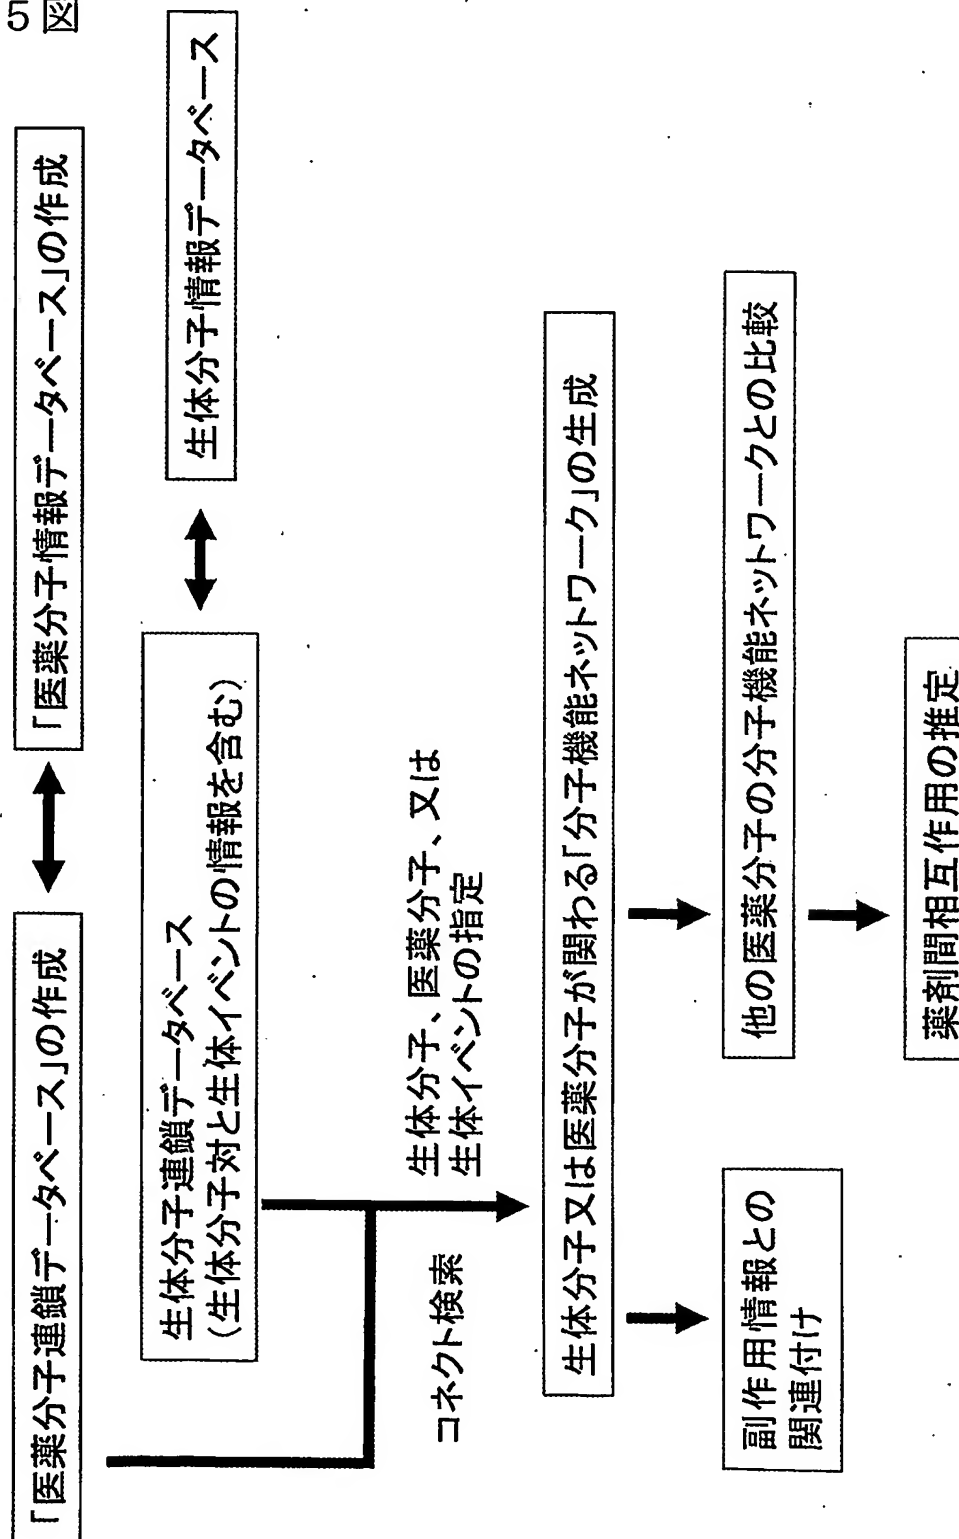 5 図
「医薬分子連鎖データベース」の作成
「医薬分子情報データベース」の作成
生体分子連鎖データベース
（生体分子対と生体イベントの情報を含む）
生体分子情報データベース
コネクト検索
生体分子、医薬分子、又は
生体イベントの指定
生体分子又は医薬分子が関わる「分子機能ネットワーク」の生成
副作用情報との
関連付け
他の医薬分子の分子機能ネットワークとの比較
薬剤間相互作用の推定